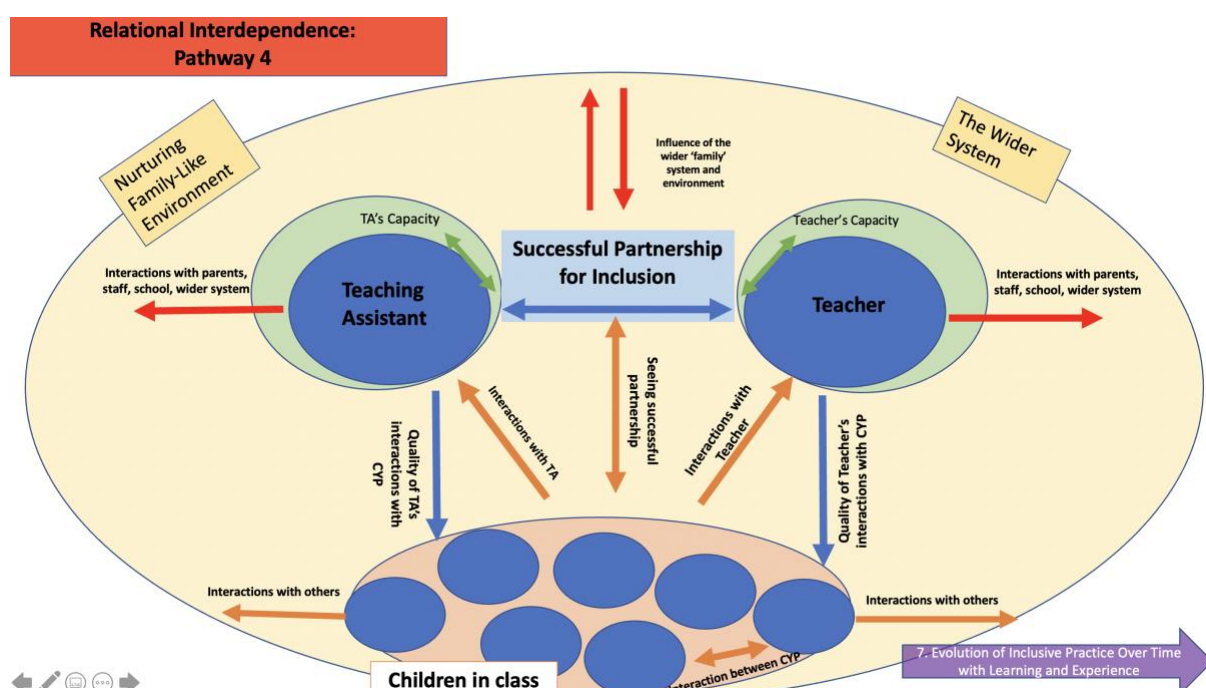 Relational Interdependence:
Pathway 4
Nurturing
Family-Like
Environment
The Wider
System
Influence of the
wider ‘family’
system and
environment
TA’s Capacity
Teacher’s Capacity
Successful Partnership
for Inclusion
Interactions with parents,
staff, school, wider system
Teaching
Assistant
Teacher
Interactions with parents,
staff, school, wider system
Quality of TA’s
interactions with
CYP
Interactions with TA
Seeing successful
partnership
Interactions with
Teacher
Quality of Teacher’s
interactions with CYP
Interactions with others
Interactions with others
Interaction between CYP
Children in class
7. Evolution of Inclusive Practice Over Time
with Learning and Experience